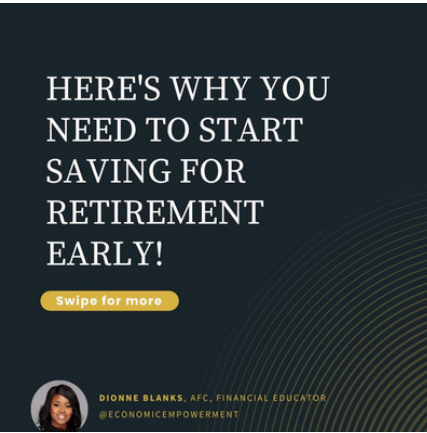 HERE'S WHY YOU
NEED TO START
SAVING FOR
RETIREMENT
EARLY!
Swipe for more
DIONNE BLANKS, AFC, FINANCIAL EDUCATOR
@ECONOMICEMPOWERMENT